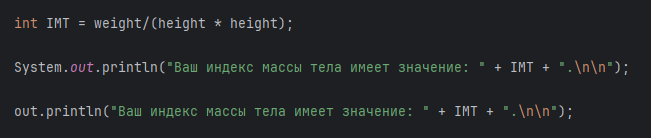 int IMT = weight/(height * height);
System.out.println("Ваш индекс массы тела имеет значение: " + IMT + ".\n\n");
out.println("Ваш индекс массы тела имеет значение: " + IMT + ".\n\n");